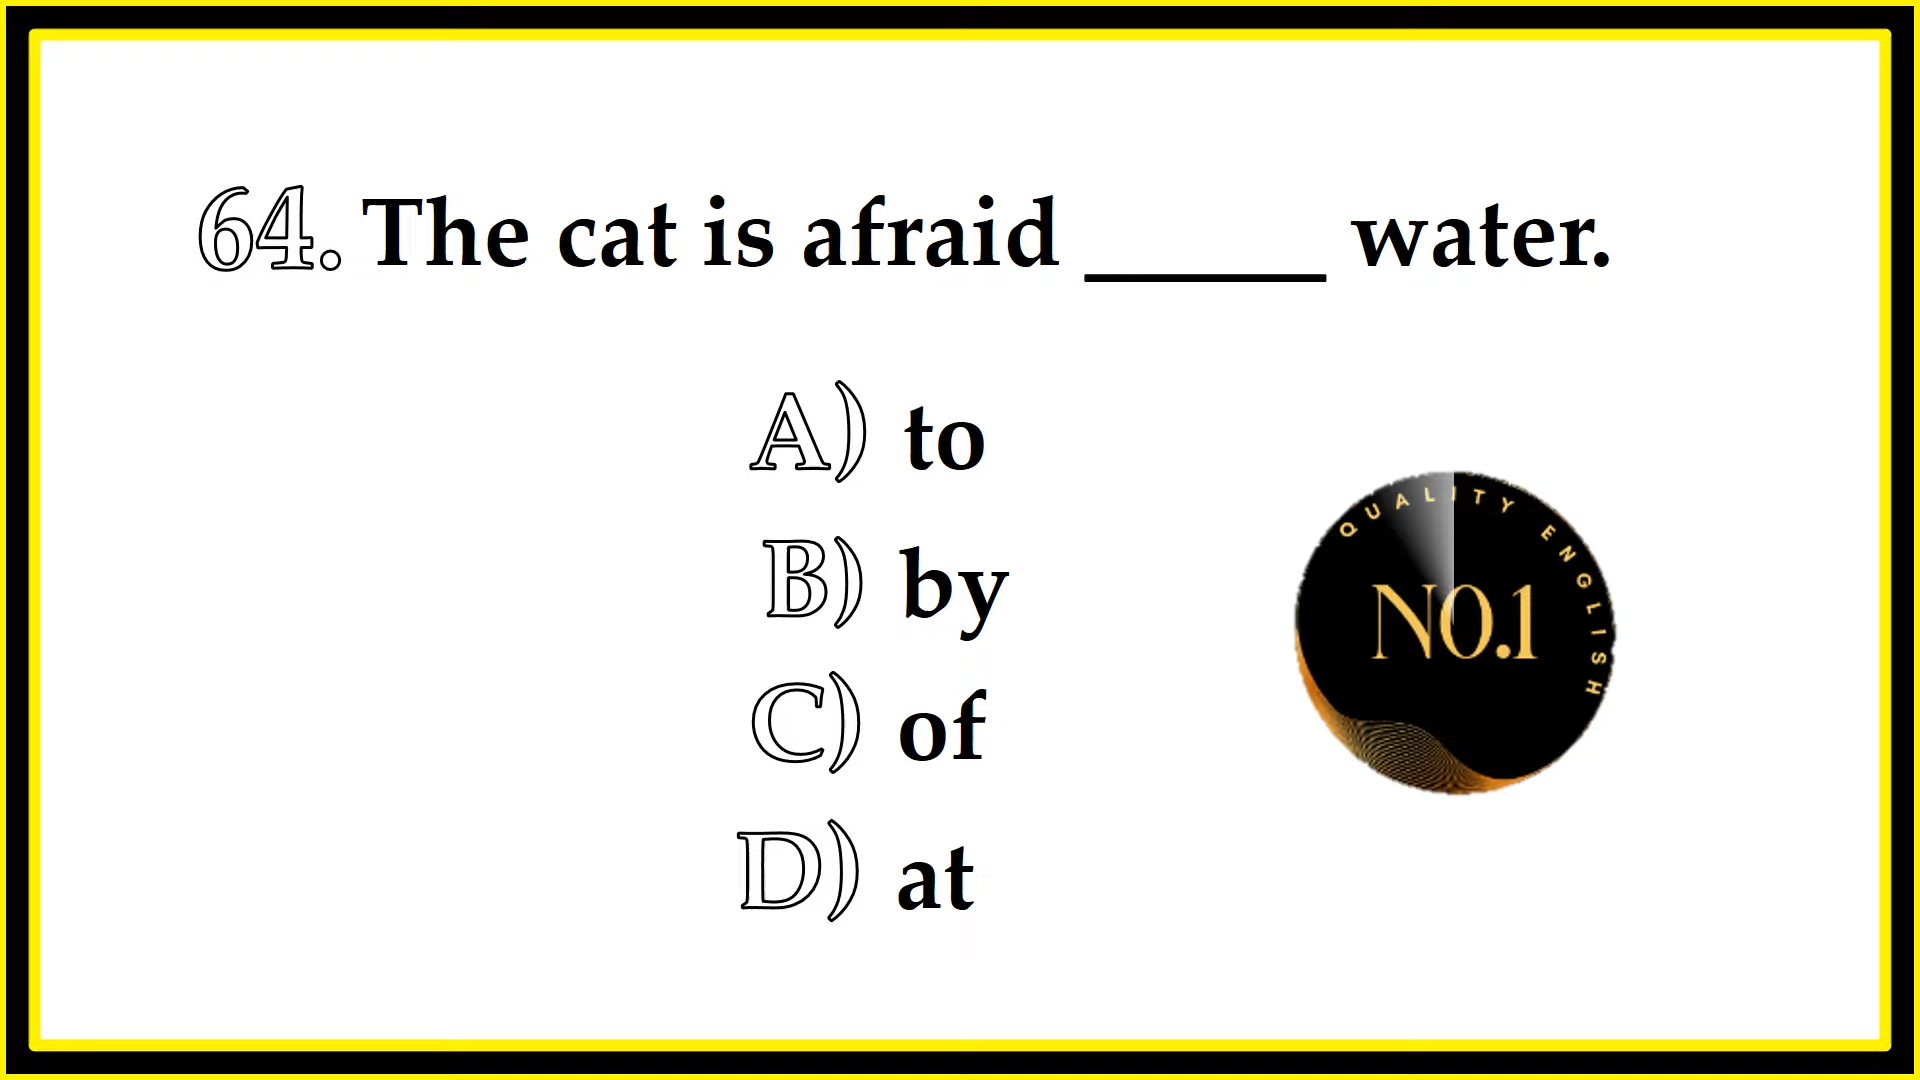 64. The cat is afraid _____ water.
A) to
B) by
C) of
D) at
QUALITY ENGLISH
NO.1